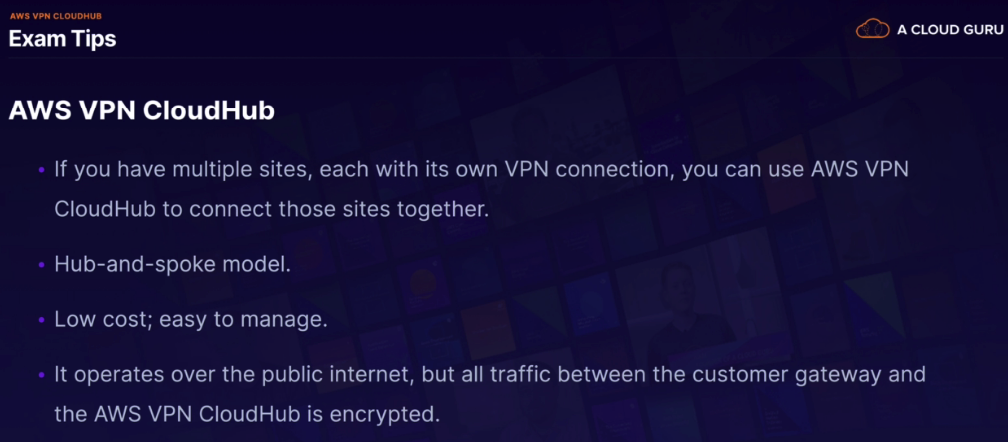 AWS VPN CLOUDHUB
Exam Tips
A CLOUD GURU
AWS VPN CloudHub
• If you have multiple sites, each with its own VPN connection, you can use AWS VPN
CloudHub to connect those sites together.
• Hub-and-spoke model.
• Low cost; easy to manage.
• It operates over the public internet, but all traffic between the customer gateway and
the AWS VPN CloudHub is encrypted.